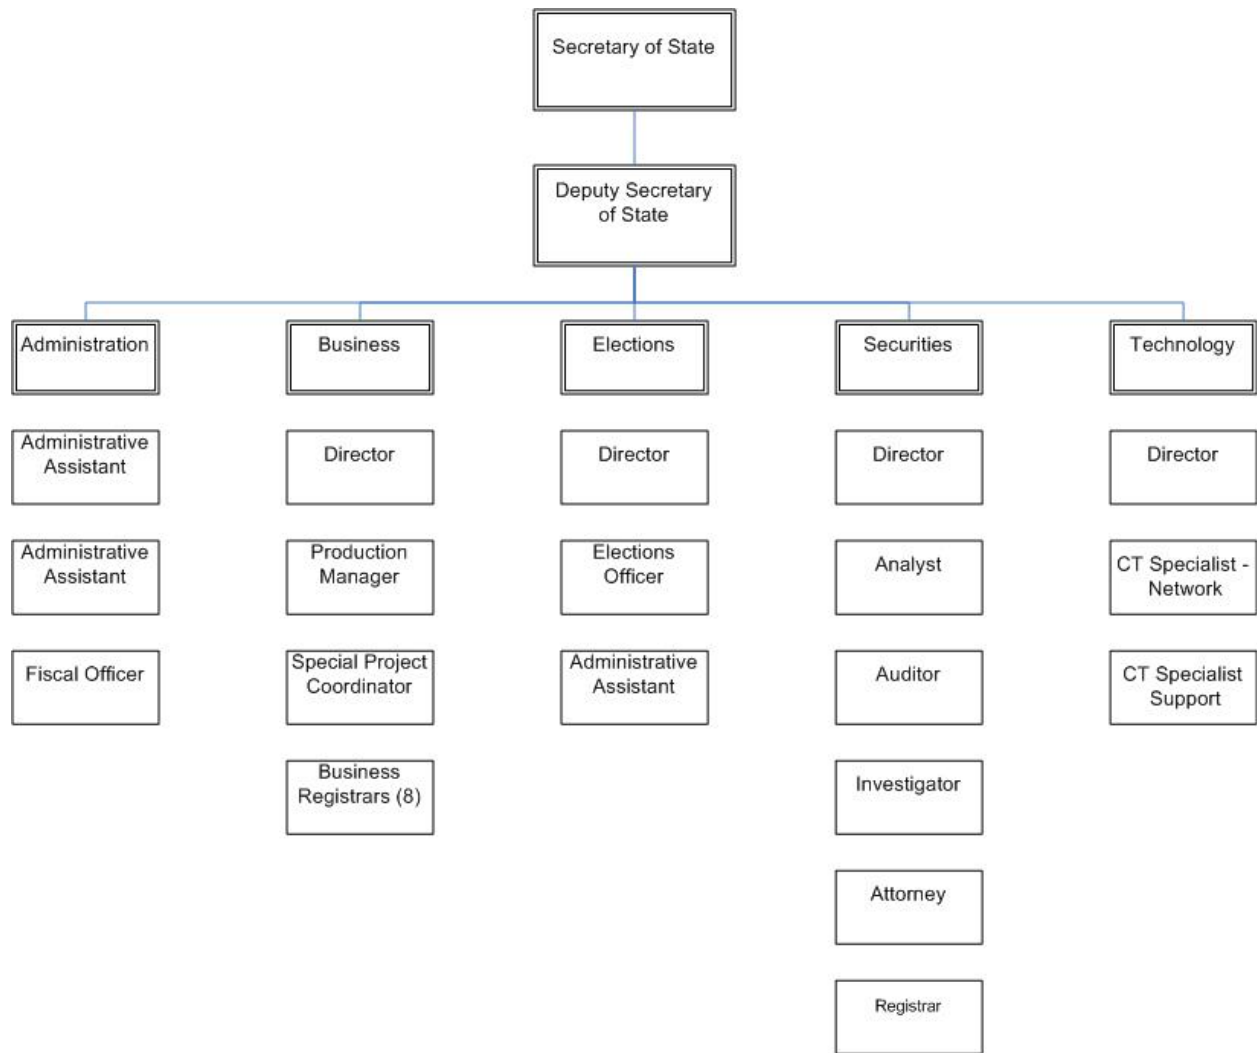 Secretary of State
Deputy Secretary
of State
Administration
Business
Elections
Securities
Technology
Administrative
Assistant
Director
Director
Director
Director
Administrative
Assistant
Production
Manager
Elections
Officer
Analyst
CT Specialist -
Network
Fiscal Officer
Special Project
Coordinator
Administrative
Assistant
Auditor
CT Specialist
Support
Business
Registrars (8)
Investigator
Attorney
Registrar